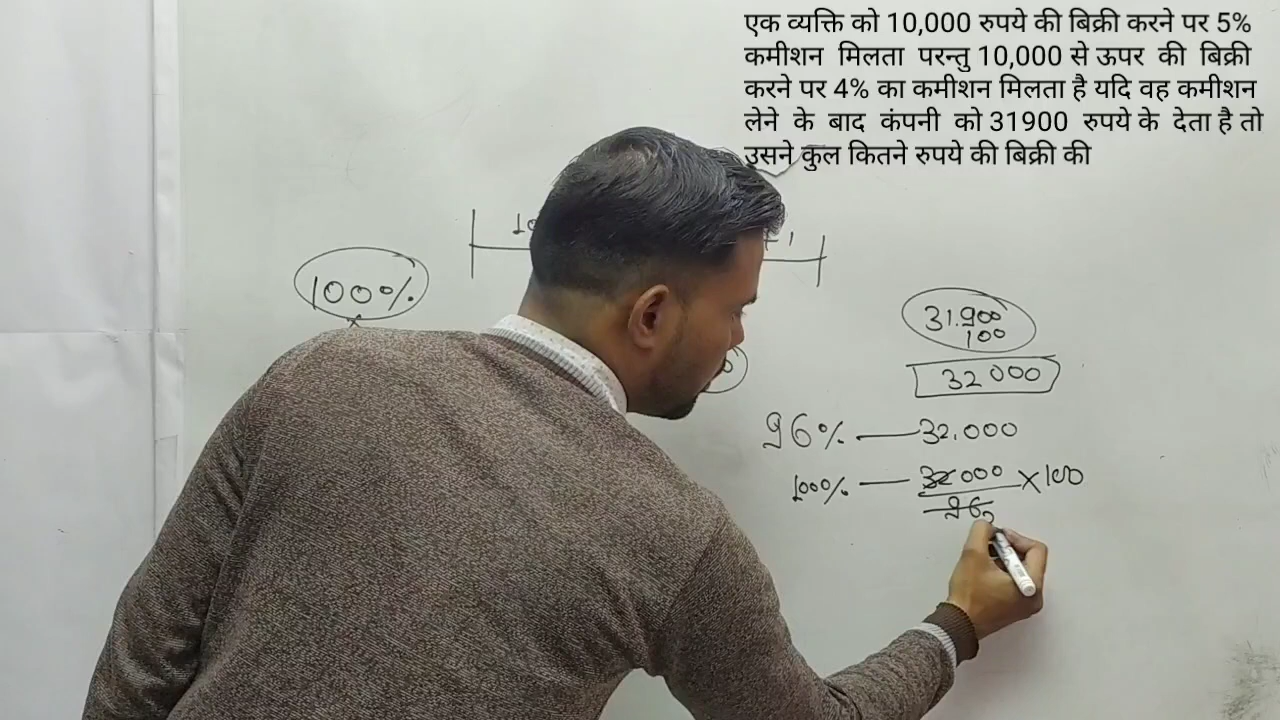 एक व्यक्ति को 10,000 रुपये की बिक्री करने पर 5%
कमीशन मिलता परन्तु 10,000 से ऊपर की बिक्री
करने पर 4% का कमीशन मिलता है यदि वह कमीशन
लेने के बाद कंपनी को 31900 रुपये के देता है तो
उसने कुल कितने रुपये की बिक्री की
100%
31.900
100
32000
96% — 32.000
100% — 32000 × 100
96